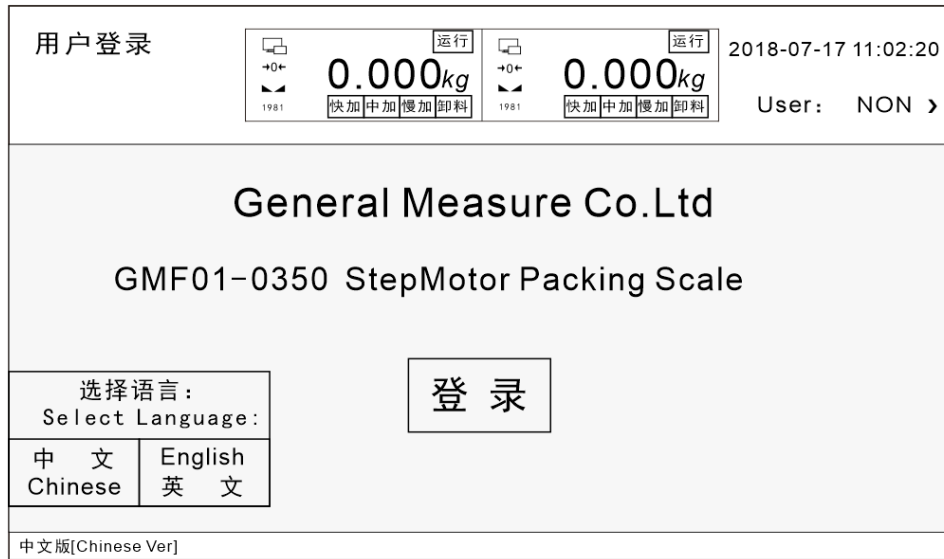 用户登录
运行
→0←
0.000kg
1981
快加 中加 慢加 卸料
运行
→0←
0.000kg
1981
快加 中加 慢加 卸料
2018-07-17 11:02:20
User： NON ›
General Measure Co.Ltd
GMF01-0350 StepMotor Packing Scale
登 录
选择语言：
Select Language:
中 文
Chinese
English
英 文
中文版[Chinese Ver]